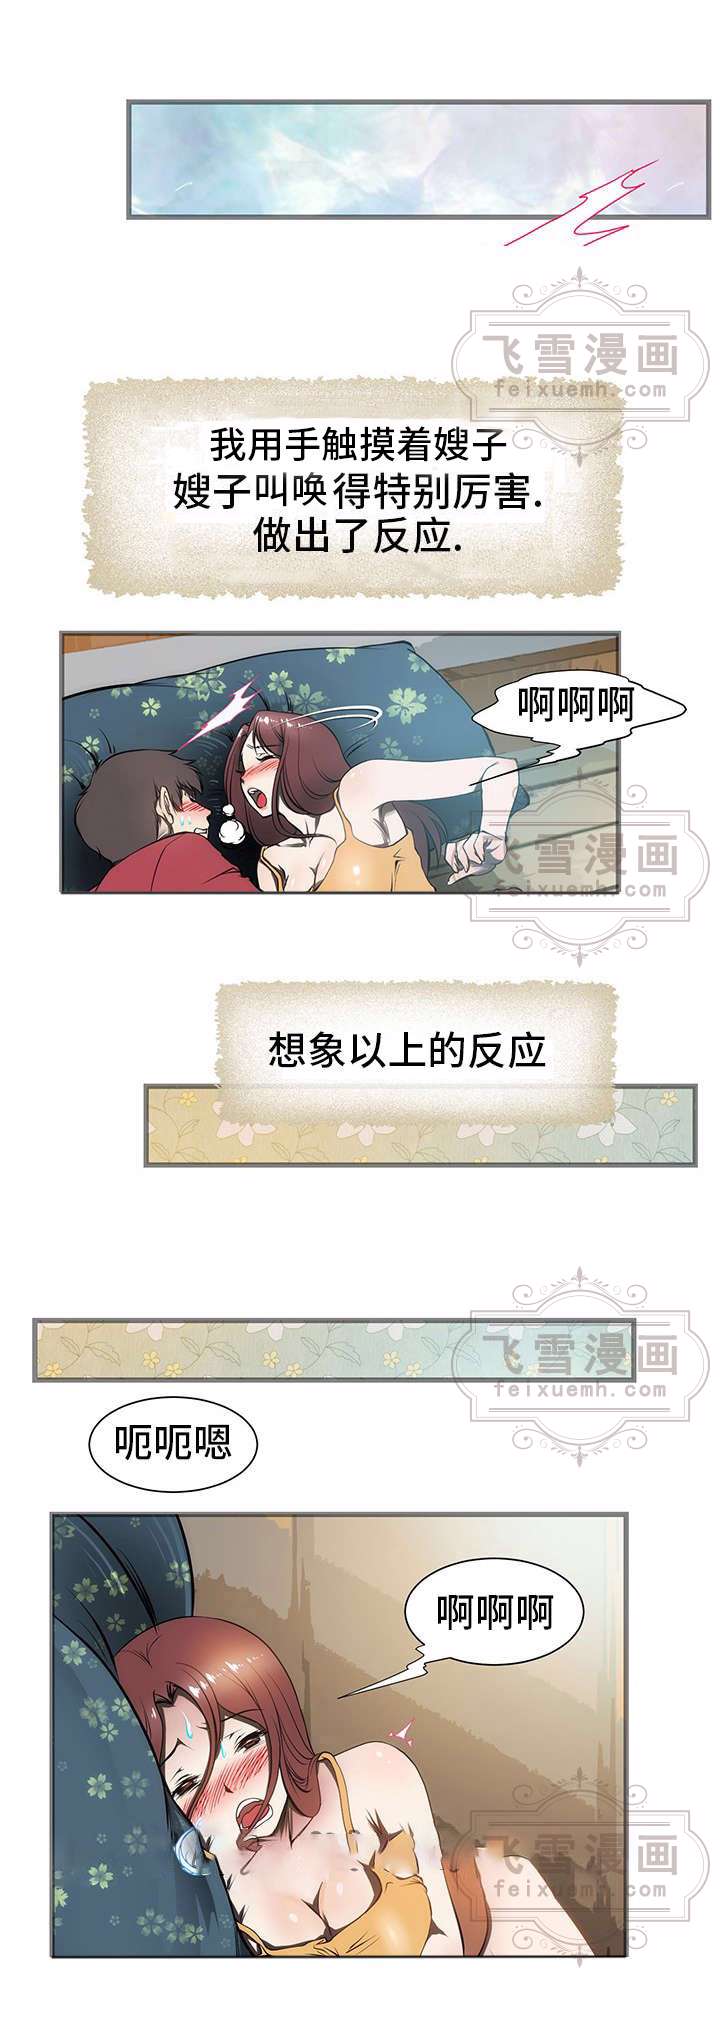 飞雪漫画
feixuemh.com
我用手触摸着嫂子
嫂子叫唤得特别厉害.
做出了反应.
啊啊啊
飞雪漫画
feixuemh.com
想象以上的反应
飞雪漫画
feixuemh.com
呃呃嗯
啊啊啊
飞雪漫画
feixuemh.com